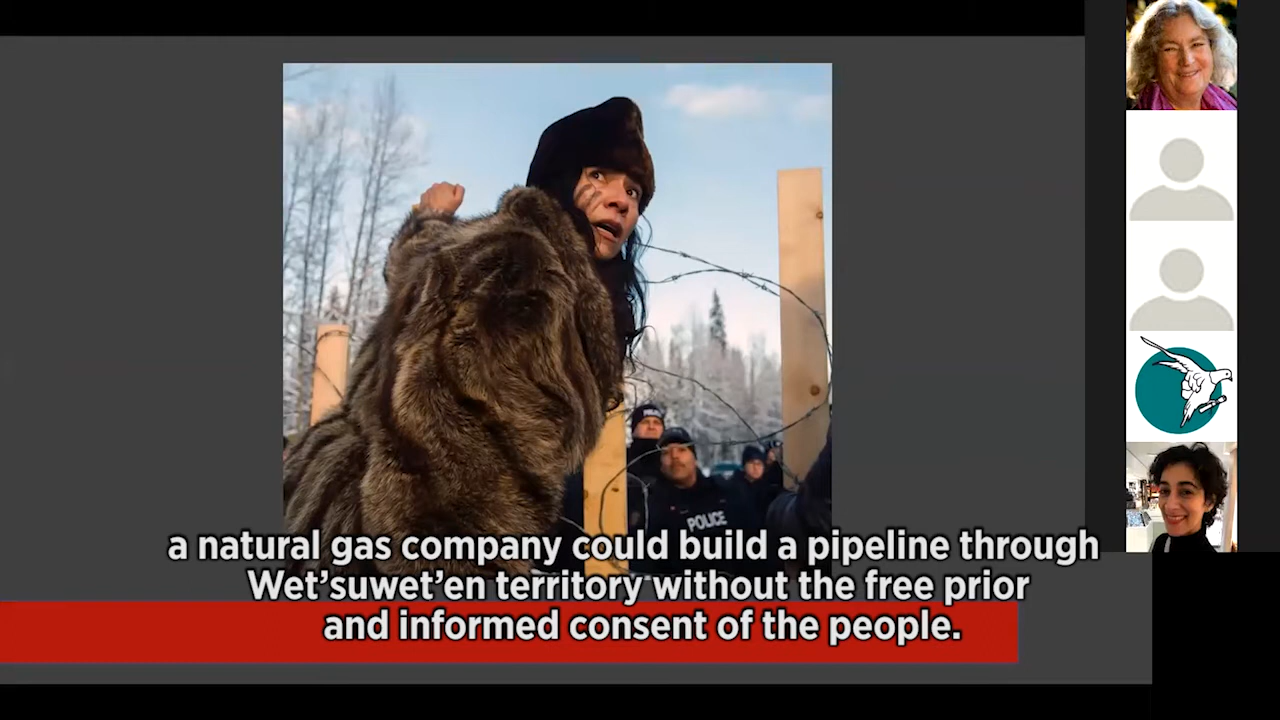 POLICE
POLICE
a natural gas company could build a pipeline through
Wet’suwet’en territory without the free prior
and informed consent of the people.